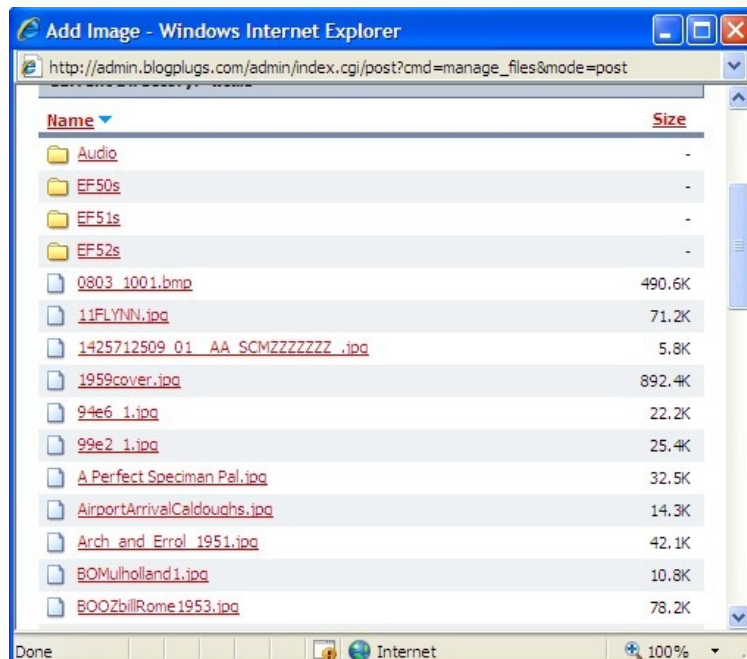 Add Image - Windows Internet Explorer
http://admin.blogplugs.com/admin/index.cgi/post?cmd=manage_files&mode=post
Name Size
Audio -
EF50s -
EF51s -
EF52s -
0803_1001.bmp 490.6K
11FLYNN.jpg 71.2K
1425712509_01__AA_SCMZZZZZZZ_.jpg 5.8K
1959cover.jpg 892.4K
94e6_1.jpg 22.2K
99e2_1.jpg 25.4K
A Perfect Speciman Pal.jpg 32.5K
AirportArrivalCaldoughs.jpg 14.3K
Arch_and_Errol_1951.jpg 42.1K
BOMulholland1.jpg 10.8K
BOOZbillRome1953.jpg 78.2K
Done Internet 100%